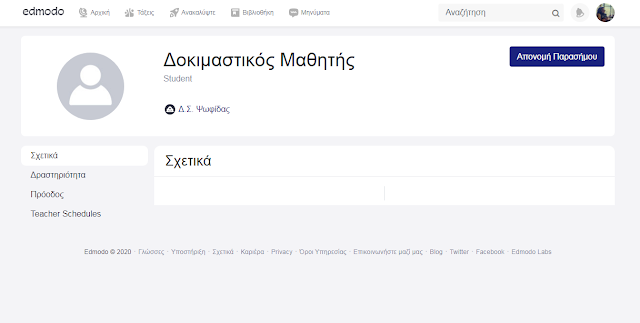 edmodo Αρχική Τάξεις Ανακαλύψτε Βιβλιοθήκη Μηνύματα Αναζήτηση
Δοκιμαστικός Μαθητής
Απονομή Παρασήμου
Student
Δ.Σ. Ψωφίδας
Σχετικά
Δραστηριότητα
Πρόοδος
Teacher Schedules
Σχετικά
Edmodo © 2020 · Γλώσσες · Υποστήριξη · Σχετικά · Καριέρα · Privacy · Όροι Υπηρεσίας · Επικοινωνήστε μαζί μας · Blog · Twitter · Facebook · Edmodo Labs